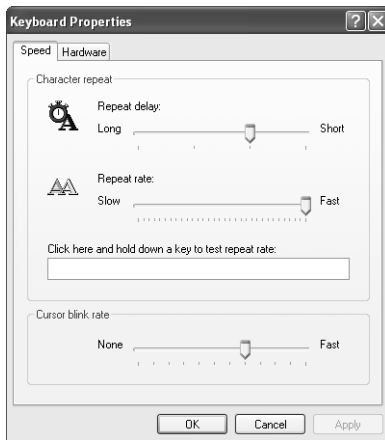 Keyboard Properties
Speed Hardware
Character repeat
Repeat delay:
Long Short
Repeat rate:
Slow Fast
Click here and hold down a key to test repeat rate:
Cursor blink rate
None Fast
OK Cancel Apply